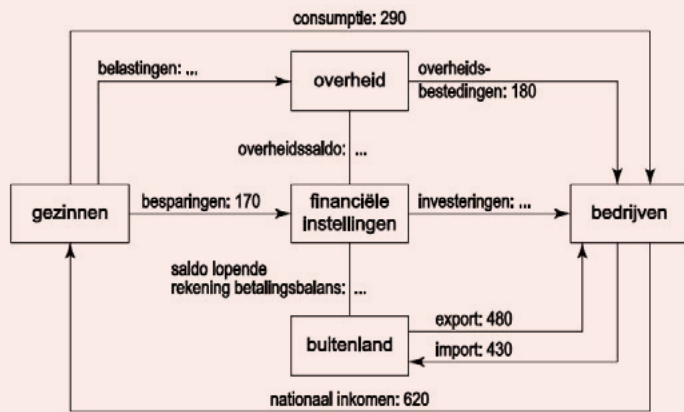 consumptie: 290
belastingen: ...
overheid
overheids-
bestedingen: 180
overheidssaldo: ...
gezinnen
besparingen: 170
financiële
instellingen
investeringen: ...
bedrijven
saldo lopende
rekening betalingsbalans: ...
buitenland
export: 480
import: 430
nationaal inkomen: 620